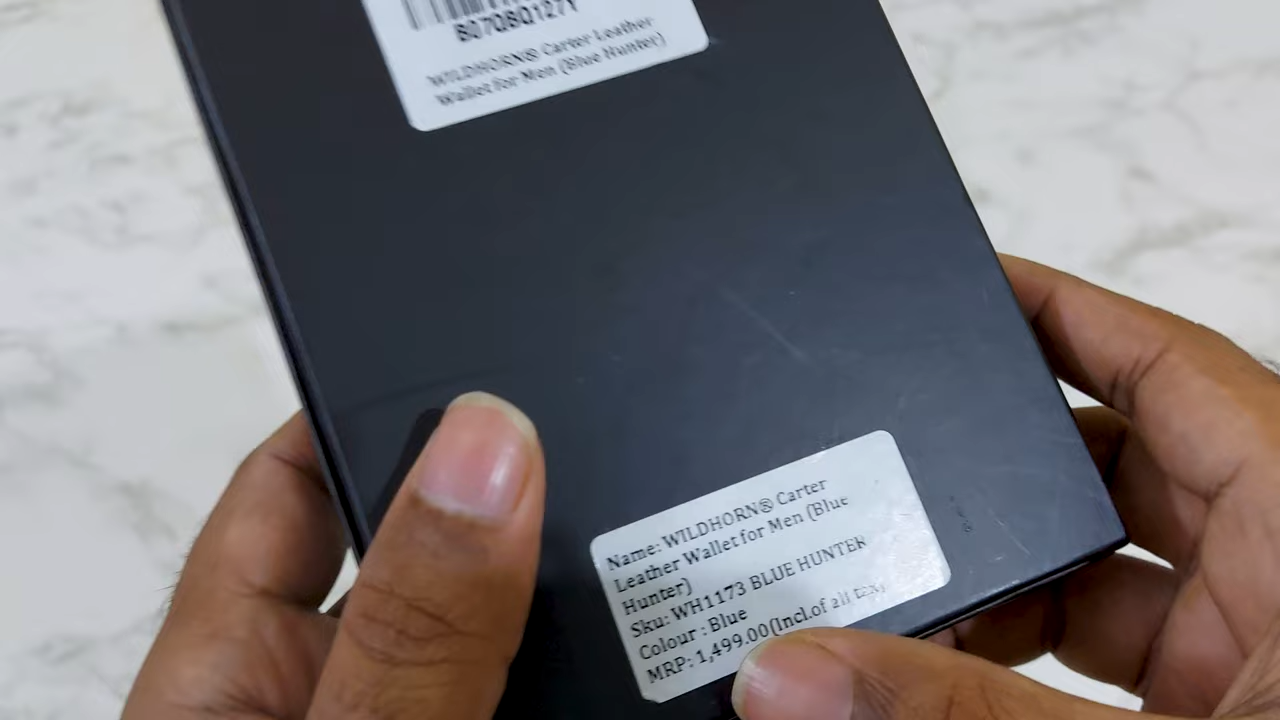 B07QBQ127Y
WILDHORN® Carter Leather
Wallet for Men (Blue Hunter)
Name: WILDHORN® Carter
Leather Wallet for Men (Blue
Hunter)
Sku: WH1173 BLUE HUNTER
Colour : Blue
MRP: 1,499.00(Incl.of all tax)